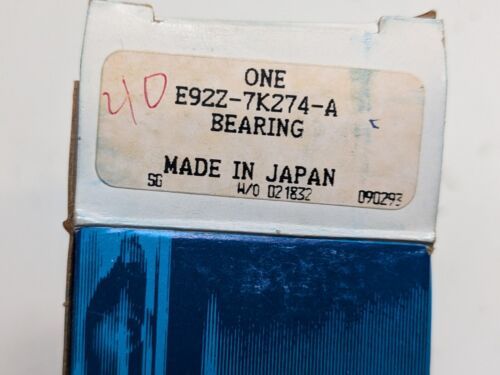 40
ONE
E92Z-7K274-A
BEARING
MADE IN JAPAN
SG W/O 021832 090293